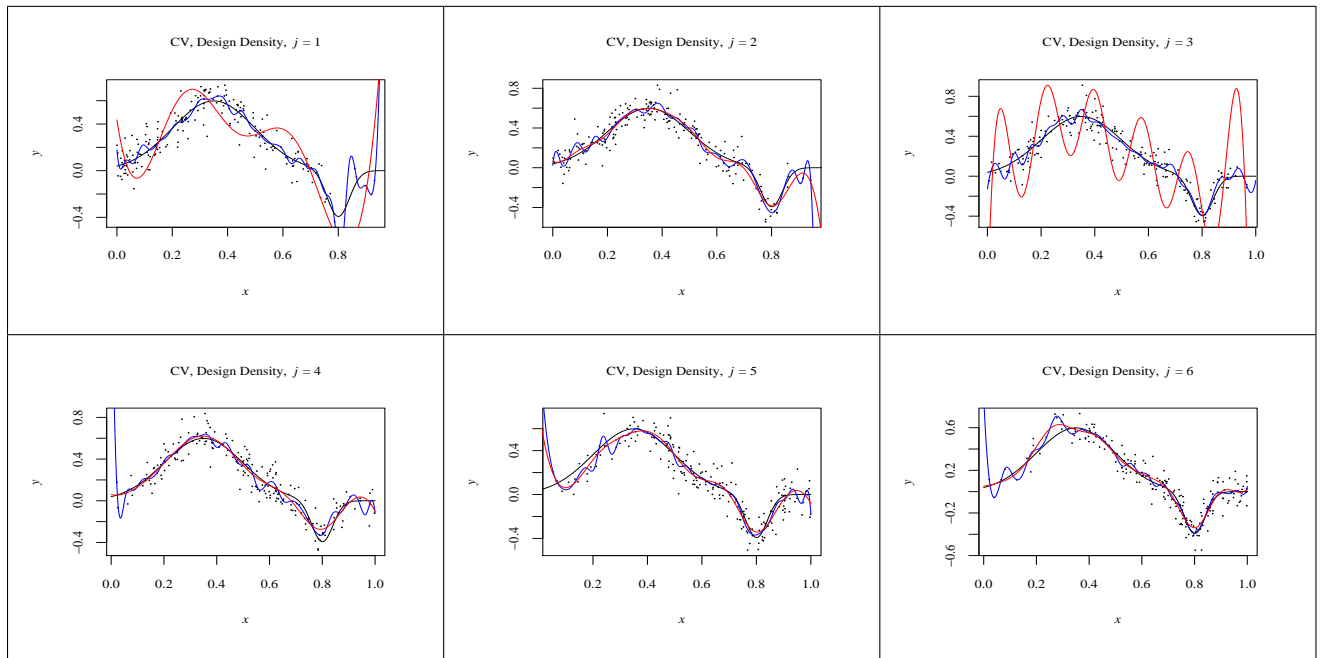 CV, Design Density, j = 1
0.4
0.0
−0.4
y
0.0 0.2 0.4 0.6 0.8
x
CV, Design Density, j = 2
0.8
0.4
0.0
−0.4
y
0.0 0.2 0.4 0.6 0.8
x
CV, Design Density, j = 3
0.8
0.4
0.0
−0.4
y
0.0 0.2 0.4 0.6 0.8 1.0
x
CV, Design Density, j = 4
0.8
0.4
0.0
−0.4
y
0.0 0.2 0.4 0.6 0.8 1.0
x
CV, Design Density, j = 5
0.4
0.0
−0.4
y
0.2 0.4 0.6 0.8 1.0
x
CV, Design Density, j = 6
0.6
0.2
−0.2
−0.6
y
0.0 0.2 0.4 0.6 0.8 1.0
x